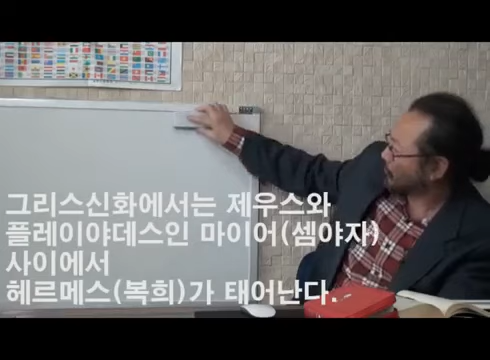 그리스신화에서는 제우스와
플레이야데스인 마이어(셈야자)
사이에서
헤르메스(복희)가 태어난다.